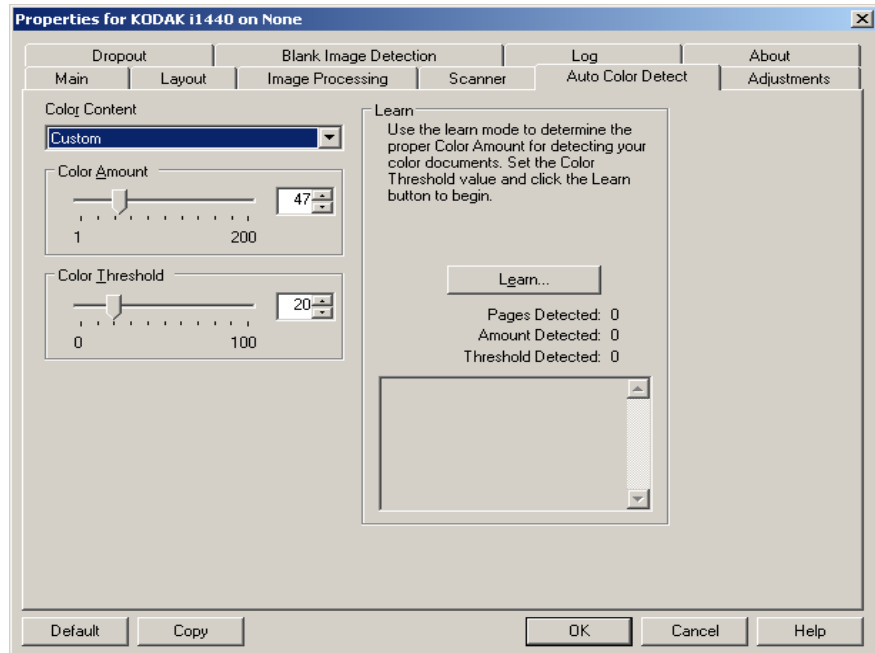 Properties for KODAK i1440 on None
Dropout
Blank Image Detection
Log
About
Main
Layout
Image Processing
Scanner
Auto Color Detect
Adjustments
Color Content
Custom
Color Amount
47
1
200
Color Threshold
20
0
100
Learn
Use the learn mode to determine the
proper Color Amount for detecting your
color documents. Set the Color
Threshold value and click the Learn
button to begin.
Learn...
Pages Detected: 0
Amount Detected: 0
Threshold Detected: 0
Default
Copy
OK
Cancel
Help